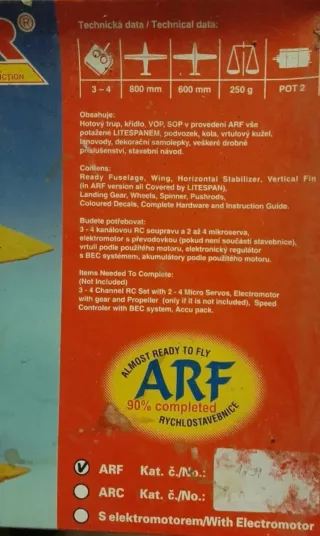 R®
CTION
Technická data / Technical data:
3 – 4 800 mm 600 mm 250 g POT 2
Obsahuje:
Hotový trup, křídlo, VOP, SOP v provedení ARF vše
potažené LITESPANEM, podvozek, kola, vrtulový kužel,
lanovody, dekorační samolepky, veškeré drobné
příslušenství, stavební návod.
Contens:
Ready Fuselage, Wing, Horizontal Stabilizer, Vertical Fin
(In ARF version all Covered by LITESPAN),
Landing Gear, Wheels, Spinner, Pushrods,
Coloured Decals, Complete Hardware and Instruction Guide.
Budete potřebovat:
3 - 4 kanálovou RC soupravu a 2 až 4 mikroserva,
elektromotor s převodovkou (pokud není součástí stavebnice),
vrtuli podle použitého motoru, elektronický regulátor
s BEC systémem, akumulátory podle použitého motoru.
Items Needed To Complete:
(Not Included)
3 - 4 Channel RC Set with 2 - 4 Micro Servos, Electromotor
with gear and Propeller (only if it is not included), Speed
Controler with BEC system, Accu pack.
ALMOST READY TO FLY
ARF
90% completed
RYCHLOSTAVEBNICE
ARF Kat. č./No.:
ARC Kat. č./No.:
S elektromotorem/With Electromotor